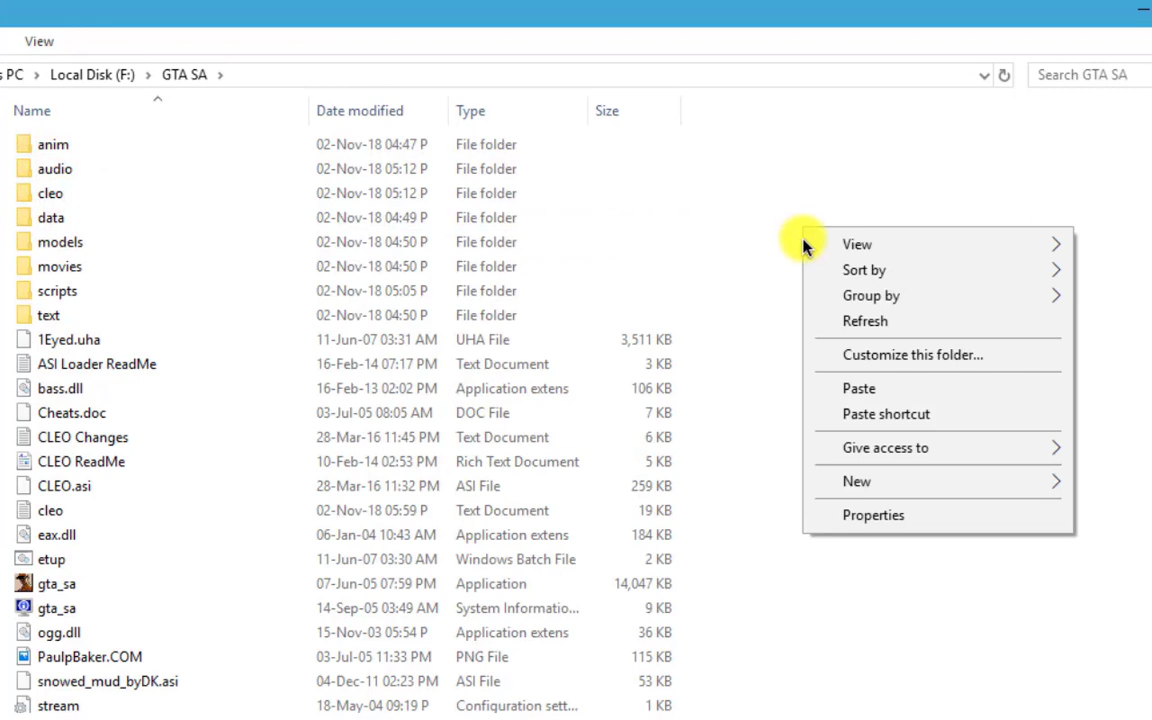 View
s PC > Local Disk (F:) > GTA SA >
Search GTA SA
Name Date modified Type Size
anim 02-Nov-18 04:47 P File folder
audio 02-Nov-18 05:12 P File folder
cleo 02-Nov-18 05:12 P File folder
data 02-Nov-18 04:49 P File folder
models 02-Nov-18 04:50 P File folder
movies 02-Nov-18 04:50 P File folder
scripts 02-Nov-18 05:05 P File folder
text 02-Nov-18 04:50 P File folder
1Eyed.uha 11-Jun-07 03:31 AM UHA File 3,511 KB
ASI Loader ReadMe 16-Feb-14 07:17 PM Text Document 3 KB
bass.dll 16-Feb-13 02:02 PM Application extens 106 KB
Cheats.doc 03-Jul-05 08:05 AM DOC File 7 KB
CLEO Changes 28-Mar-16 11:45 PM Text Document 6 KB
CLEO ReadMe 10-Feb-14 02:53 PM Rich Text Document 5 KB
CLEO.asi 28-Mar-16 11:32 PM ASI File 259 KB
cleo 02-Nov-18 05:59 P Text Document 19 KB
eax.dll 06-Jan-04 10:43 AM Application extens 184 KB
etup 11-Jun-07 03:30 AM Windows Batch File 2 KB
gta_sa 07-Jun-05 07:59 PM Application 14,047 KB
gta_sa 14-Sep-05 03:49 AM System Informatio... 9 KB
ogg.dll 15-Nov-03 05:54 P Application extens 36 KB
PaulpBaker.COM 03-Jul-05 11:33 PM PNG File 115 KB
snowed_mud_byDK.asi 04-Dec-11 02:23 PM ASI File 53 KB
stream 18-May-04 09:19 P Configuration sett... 1 KB
View
Sort by
Group by
Refresh
Customize this folder...
Paste
Paste shortcut
Give access to
New
Properties